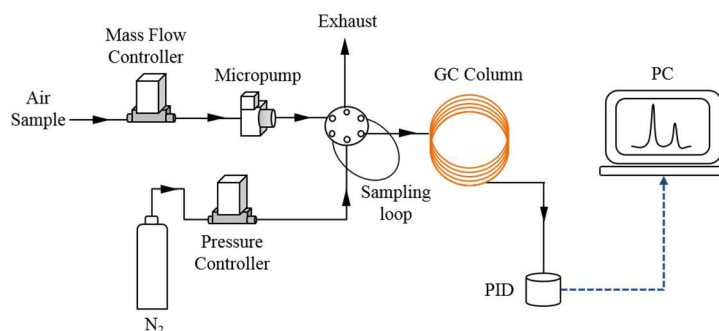 Exhaust
Mass Flow
Controller
Micropump
GC Column
PC
Air
Sample
Sampling
loop
Pressure
Controller
N2
PID